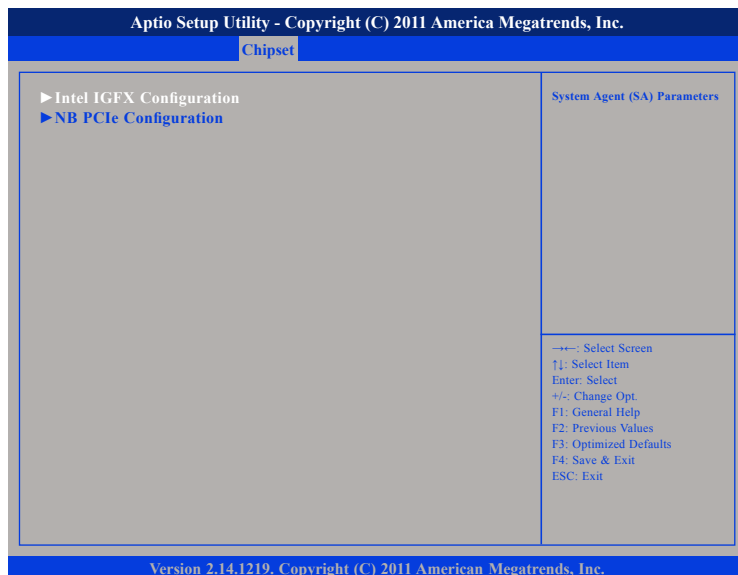 Aptio Setup Utility - Copyright (C) 2011 America Megatrends, Inc.
Chipset
►Intel IGFX Configuration
►NB PCIe Configuration
System Agent (SA) Parameters
→←: Select Screen
↑↓: Select Item
Enter: Select
+/-: Change Opt.
F1: General Help
F2: Previous Values
F3: Optimized Defaults
F4: Save & Exit
ESC: Exit
Version 2.14.1219. Copyright (C) 2011 American Megatrends, Inc.